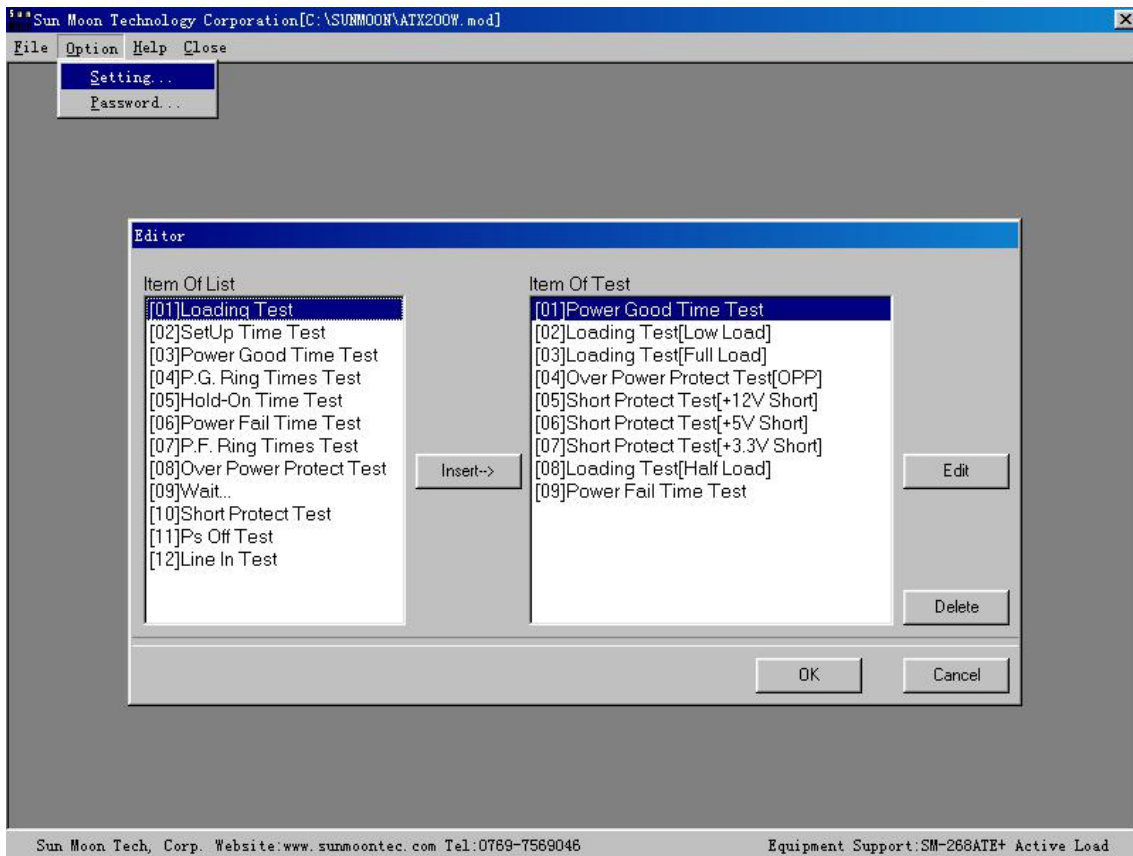 Sun Moon Technology Corporation[C:\SUNMOON\ATX200W.mod]
File Option Help Close
Setting...
Password...
Editor
Item Of List
[01]Loading Test
[02]SetUp Time Test
[03]Power Good Time Test
[04]P.G. Ring Times Test
[05]Hold-On Time Test
[06]Power Fail Time Test
[07]P.F. Ring Times Test
[08]Over Power Protect Test
[09]Wait...
[10]Short Protect Test
[11]Ps Off Test
[12]Line In Test
Insert-->
Item Of Test
[01]Power Good Time Test
[02]Loading Test[Low Load]
[03]Loading Test[Full Load]
[04]Over Power Protect Test[OPP]
[05]Short Protect Test[+12V Short]
[06]Short Protect Test[+5V Short]
[07]Short Protect Test[+3.3V Short]
[08]Loading Test[Half Load]
[09]Power Fail Time Test
Edit
Delete
OK
Cancel
Sun Moon Tech, Corp. Website:www.sunmoontec.com Tel:0769-7569046
Equipment Support:SM-268ATE+ Active Load